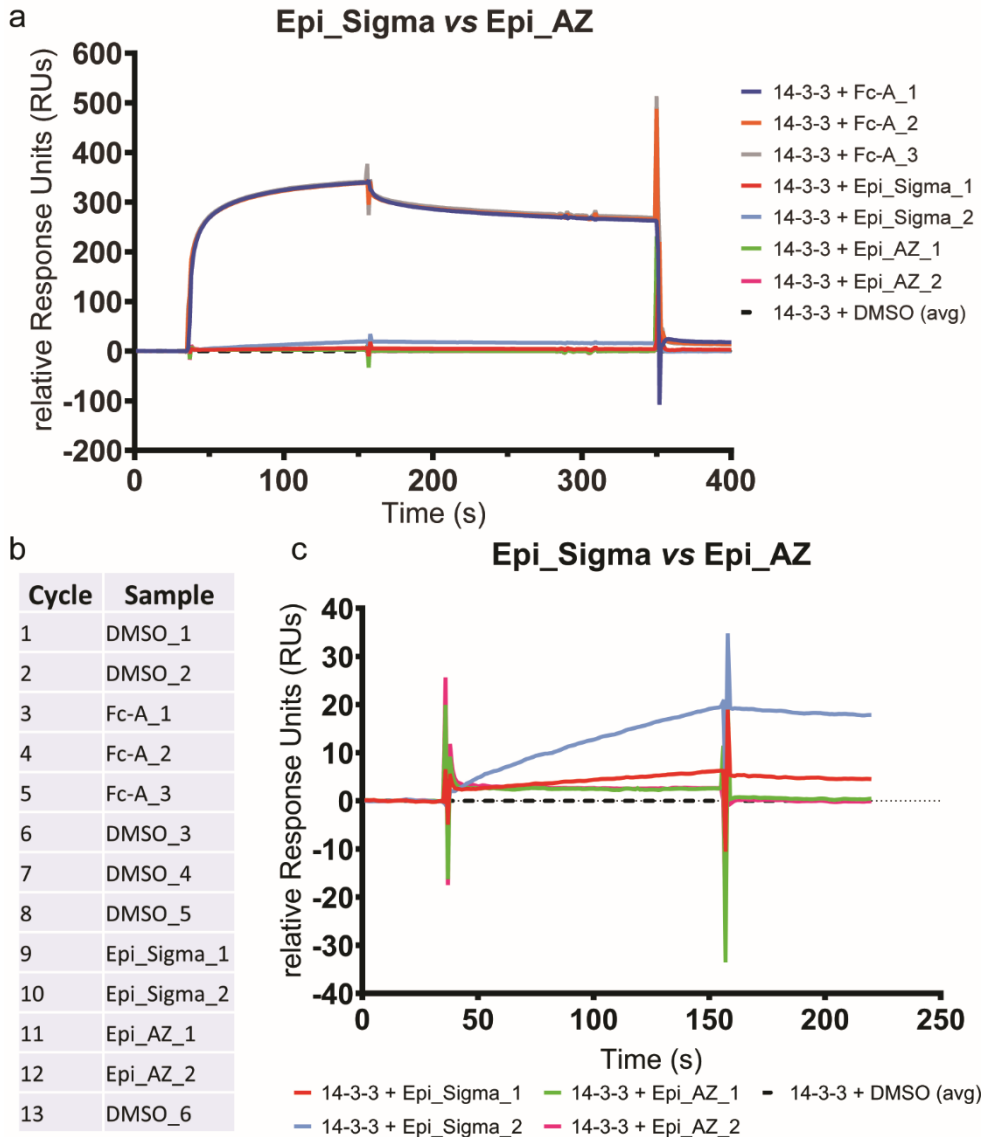 a
Epi_Sigma vs Epi_AZ
relative Response Units (RUs)
600
500
400
300
200
100
0
-100
-200
0
100
200
300
400
Time (s)
14-3-3 + Fc-A_1
14-3-3 + Fc-A_2
14-3-3 + Fc-A_3
14-3-3 + Epi_Sigma_1
14-3-3 + Epi_Sigma_2
14-3-3 + Epi_AZ_1
14-3-3 + Epi_AZ_2
14-3-3 + DMSO (avg)
b
Cycle Sample
1 DMSO_1
2 DMSO_2
3 Fc-A_1
4 Fc-A_2
5 Fc-A_3
6 DMSO_3
7 DMSO_4
8 DMSO_5
9 Epi_Sigma_1
10 Epi_Sigma_2
11 Epi_AZ_1
12 Epi_AZ_2
13 DMSO_6
c
Epi_Sigma vs Epi_AZ
relative Response Units (RUs)
40
30
20
10
0
-10
-20
-30
-40
0
50
100
150
200
250
Time (s)
14-3-3 + Epi_Sigma_1 14-3-3 + Epi_AZ_1 14-3-3 + DMSO (avg)
14-3-3 + Epi_Sigma_2 14-3-3 + Epi_AZ_2